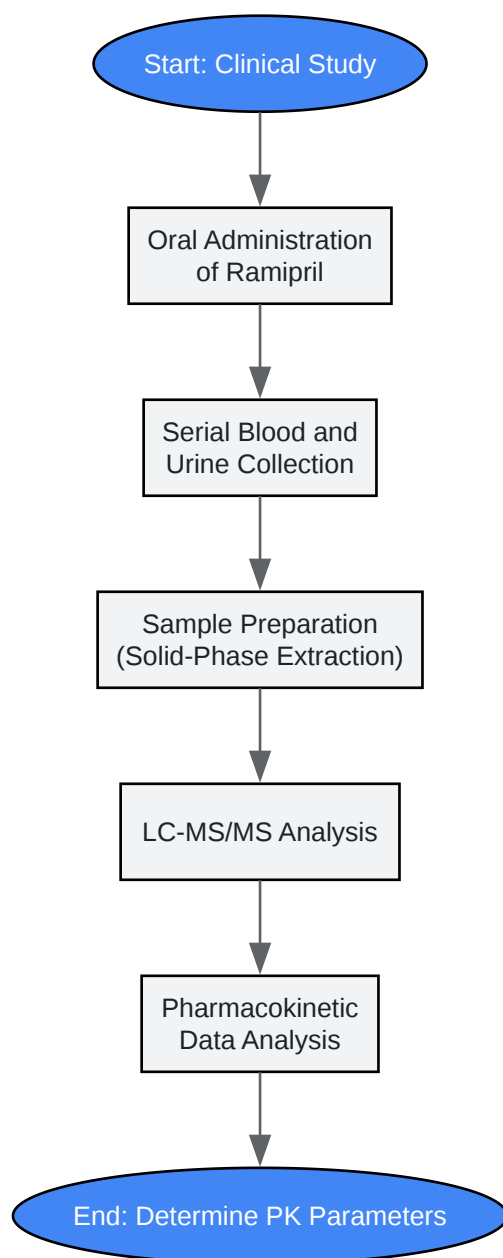 Start: Clinical Study
Oral Administration
of Ramipril
Serial Blood and
Urine Collection
Sample Preparation
(Solid-Phase Extraction)
LC-MS/MS Analysis
Pharmacokinetic
Data Analysis
End: Determine PK Parameters